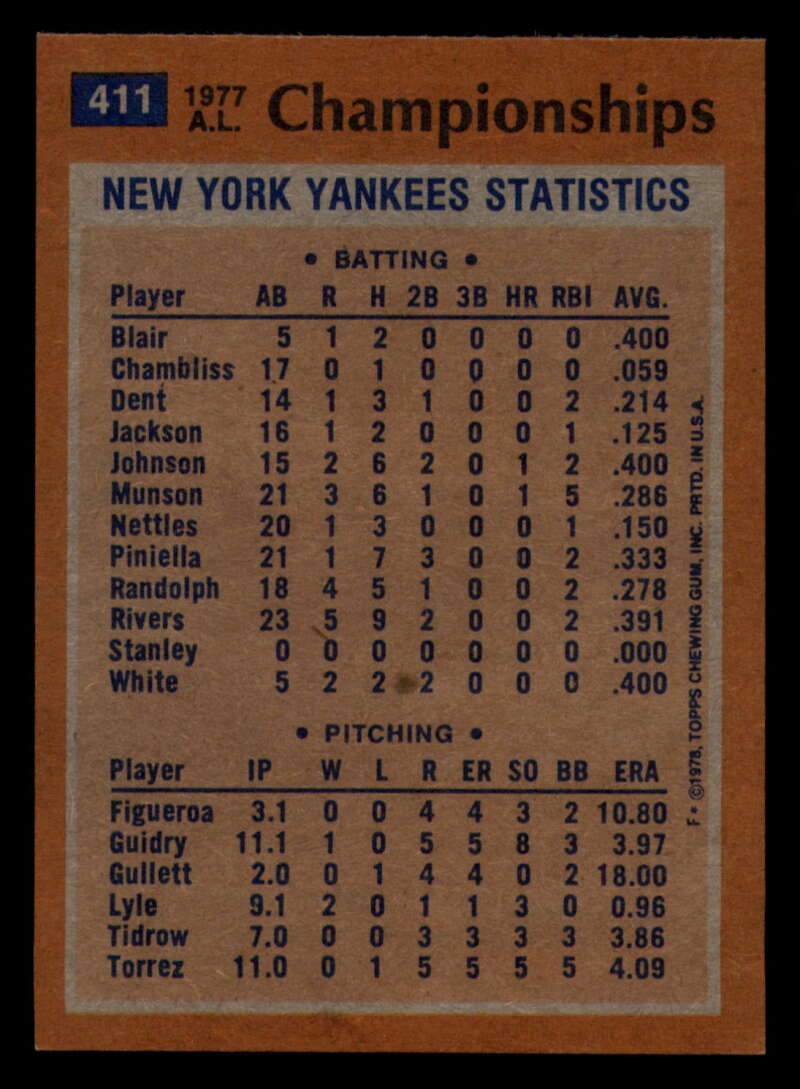 411 1977 A.L. Championships
NEW YORK YANKEES STATISTICS
• BATTING •
Player AB R H 2B 3B HR RBI AVG.
Blair 5 1 2 0 0 0 0 .400
Chambliss 17 0 1 0 0 0 0 .059
Dent 14 1 3 1 0 0 2 .214
Jackson 16 1 2 0 0 0 1 .125
Johnson 15 2 6 2 0 1 2 .400
Munson 21 3 6 1 0 1 5 .286
Nettles 20 1 3 0 0 0 1 .150
Piniella 21 1 7 3 0 0 2 .333
Randolph 18 4 5 1 0 0 2 .278
Rivers 23 5 9 2 0 0 2 .391
Stanley 0 0 0 0 0 0 0 .000
White 5 2 2 2 0 0 0 .400
• PITCHING •
Player IP W L R ER SO BB ERA
Figueroa 3.1 0 0 4 4 3 2 10.80
Guidry 11.1 1 0 5 5 8 3 3.97
Gullett 2.0 0 1 4 4 0 2 18.00
Lyle 9.1 2 0 1 1 3 0 0.96
Tidrow 7.0 0 0 3 3 3 3 3.86
Torrez 11.0 0 1 5 5 5 5 4.09
F* ©1978, TOPPS CHEWING GUM, INC. PRTD. IN U.S.A.